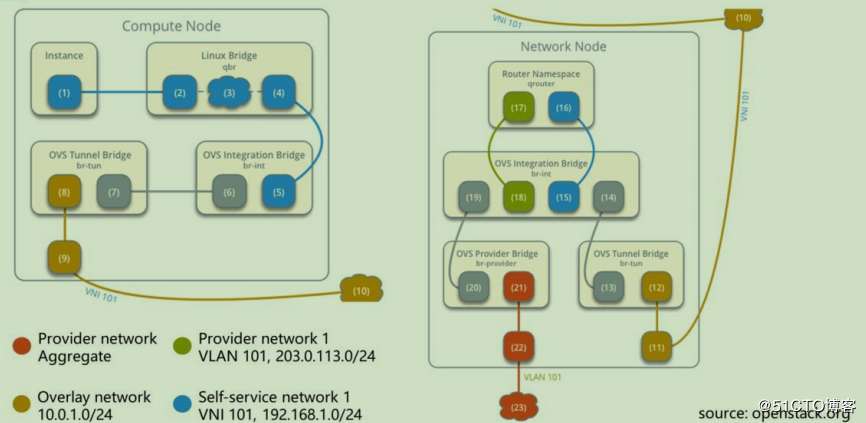 Compute Node
Instance
(1)
Linux Bridge
qbr
(2)
(3)
(4)
OVS Tunnel Bridge
br-tun
(8)
(7)
OVS Integration Bridge
br-int
(6)
(5)
(9)
VNI 101
(10)
VNI 101
(10)
Network Node
Router Namespace
qrouter
(17)
(16)
VNI 101
OVS Integration Bridge
br-int
(19)
(18)
(15)
(14)
OVS Provider Bridge
br-provider
(20)
(21)
OVS Tunnel Bridge
br-tun
(13)
(12)
(22)
(11)
VLAN 101
(23)
Provider network
Aggregate
Provider network 1
VLAN 101, 203.0.113.0/24
Overlay network
10.0.1.0/24
Self-service network 1
VNI 101, 192.168.1.0/24
source: openstack.org
@51CTO博客